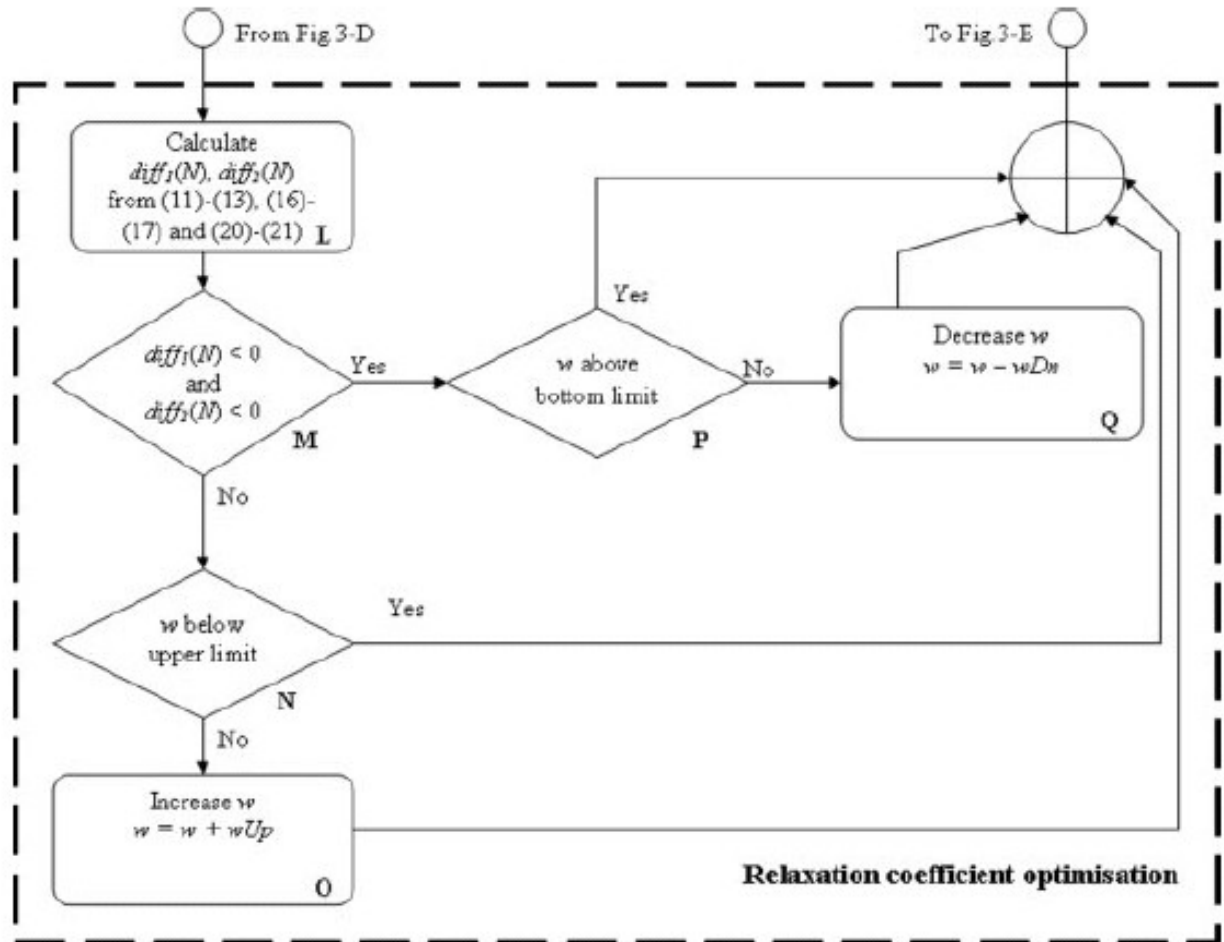 From Fig.3-D
To Fig.3-E
Calculate
diff₁(N), diff₂(N)
from (11)-(13), (16)-
(17) and (20)-(21) L
diff₁(N) < 0
and
diff₂(N) < 0
M
Yes
No
w above
bottom limit
P
Yes
No
Decrease w
w = w – wDn
Q
w below
upper limit
N
Yes
No
Increase w
w = w + wUp
O
Relaxation coefficient optimisation